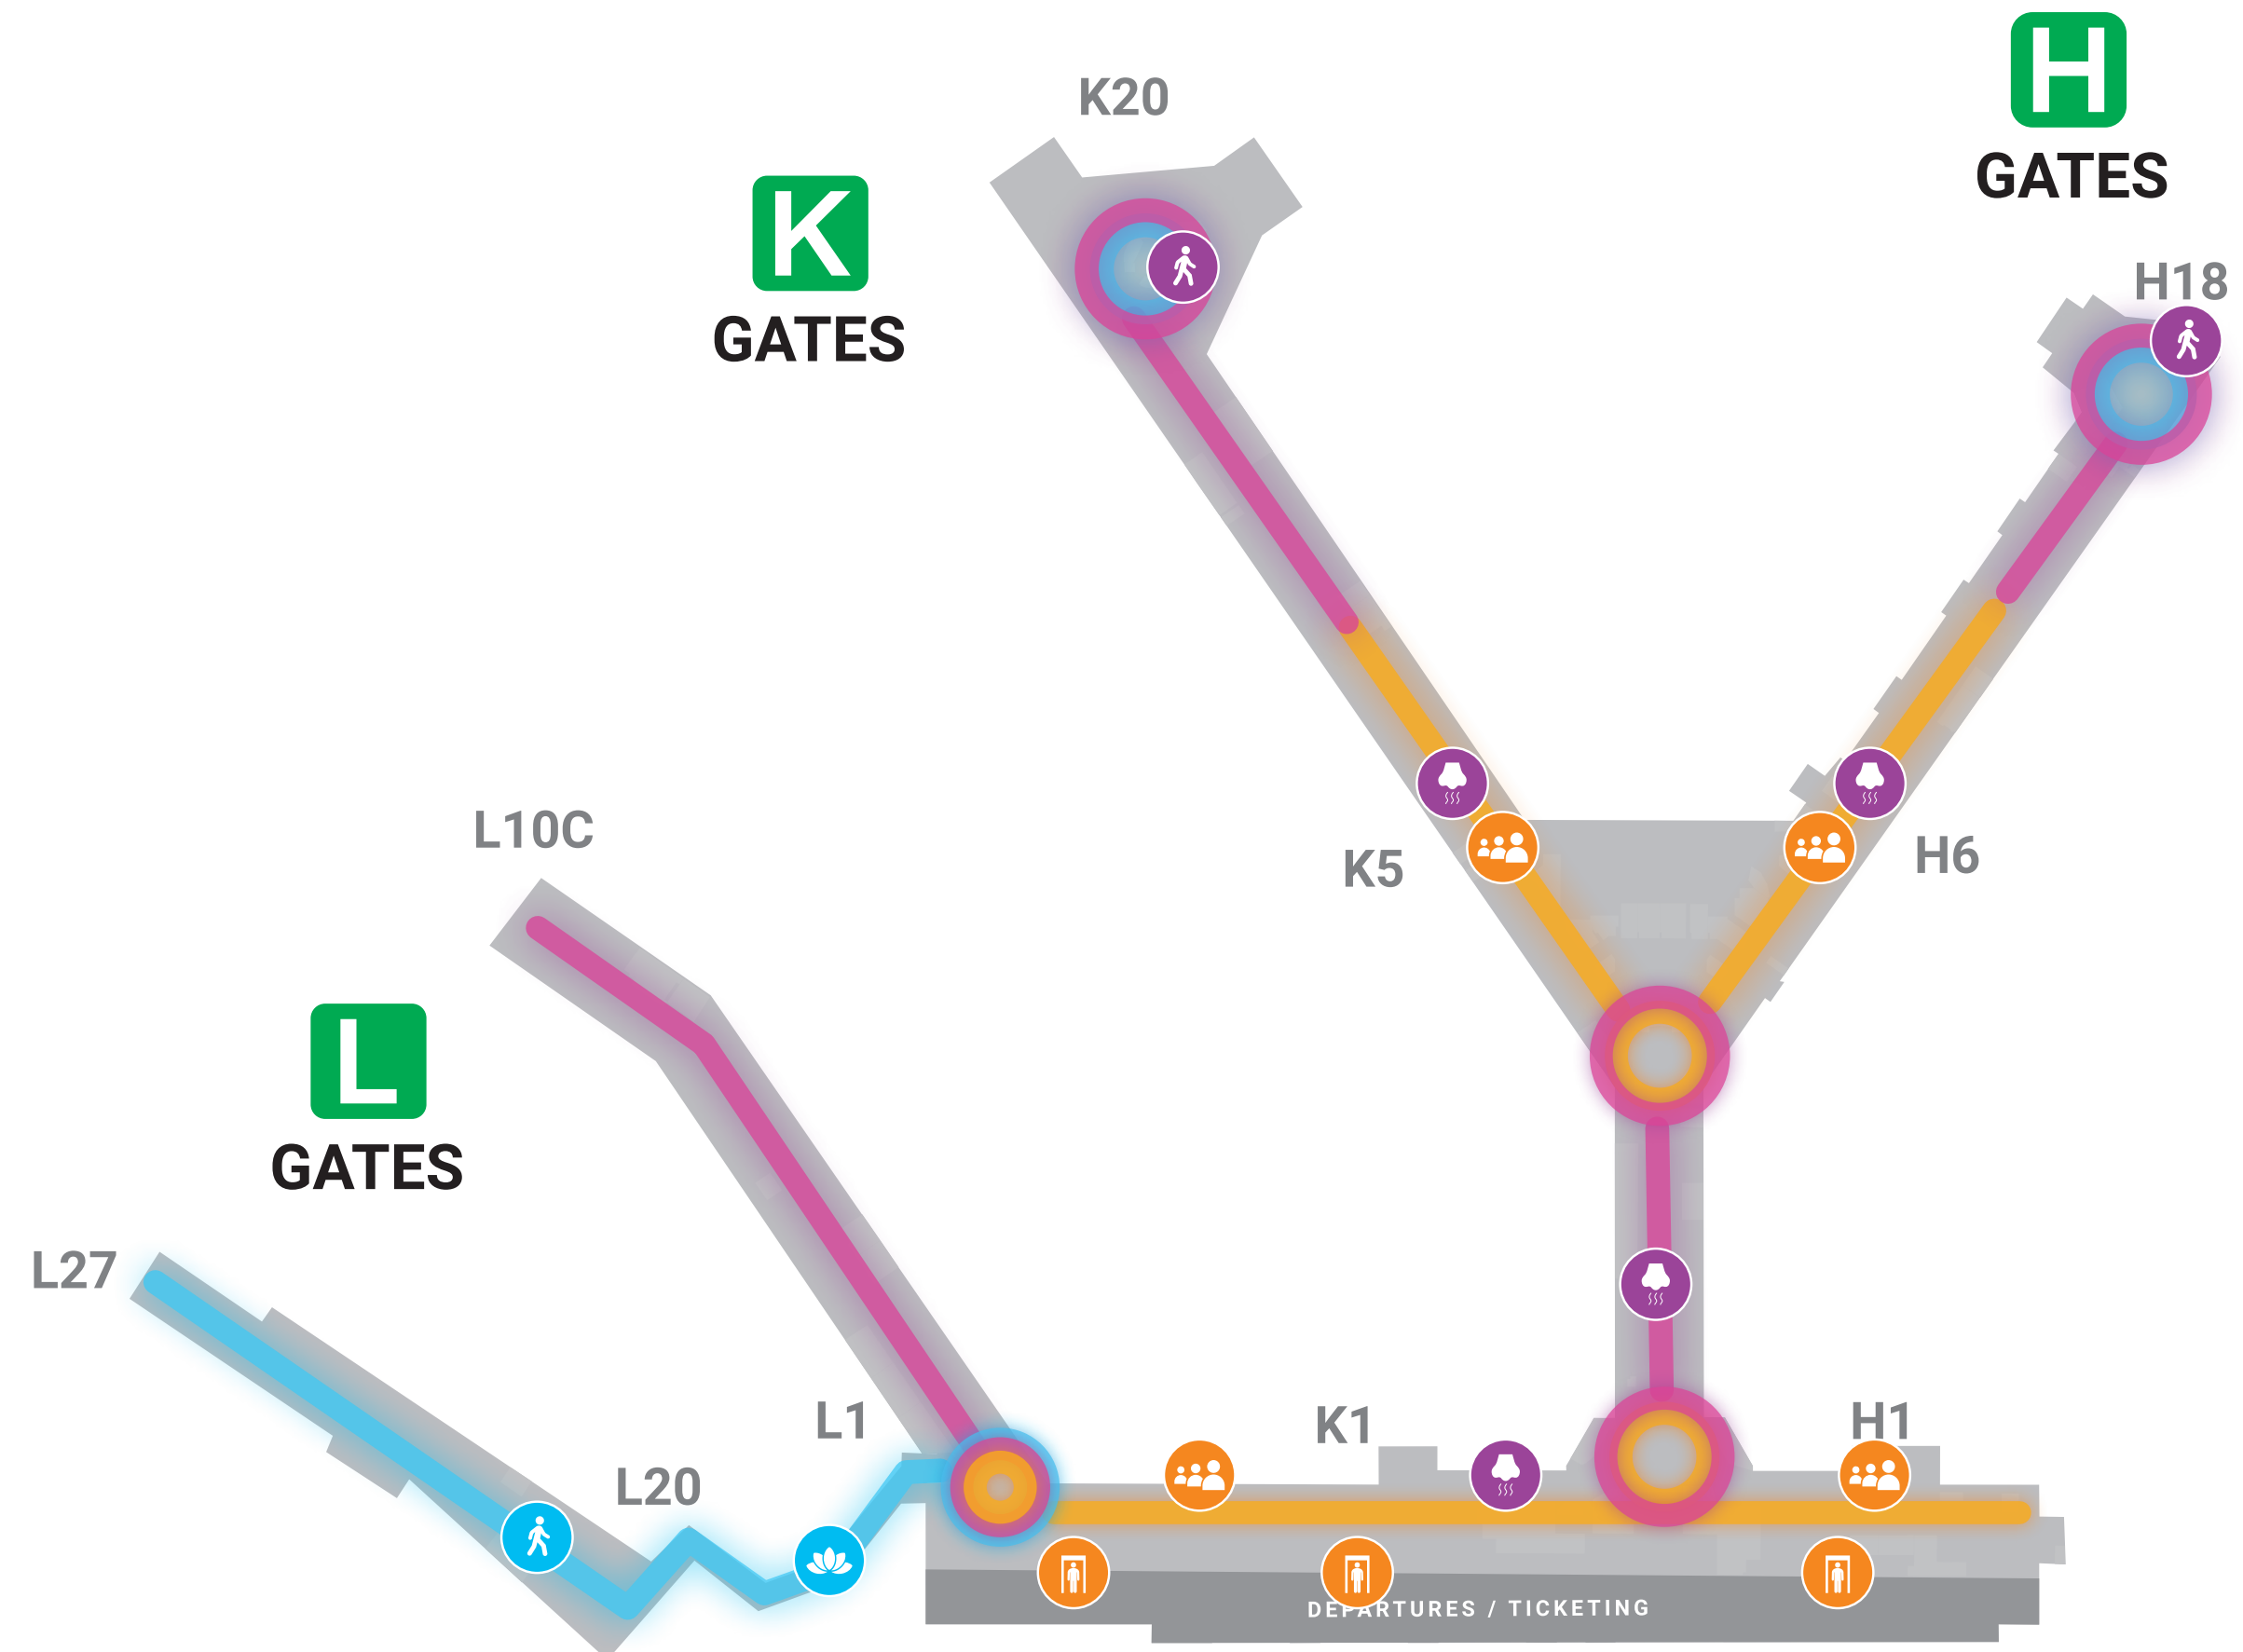 H
GATES
K20
K
GATES
H18
L10C
K5
H6
L
GATES
L27
L1
K1
H1
L20
DEPARTURES / TICKETING